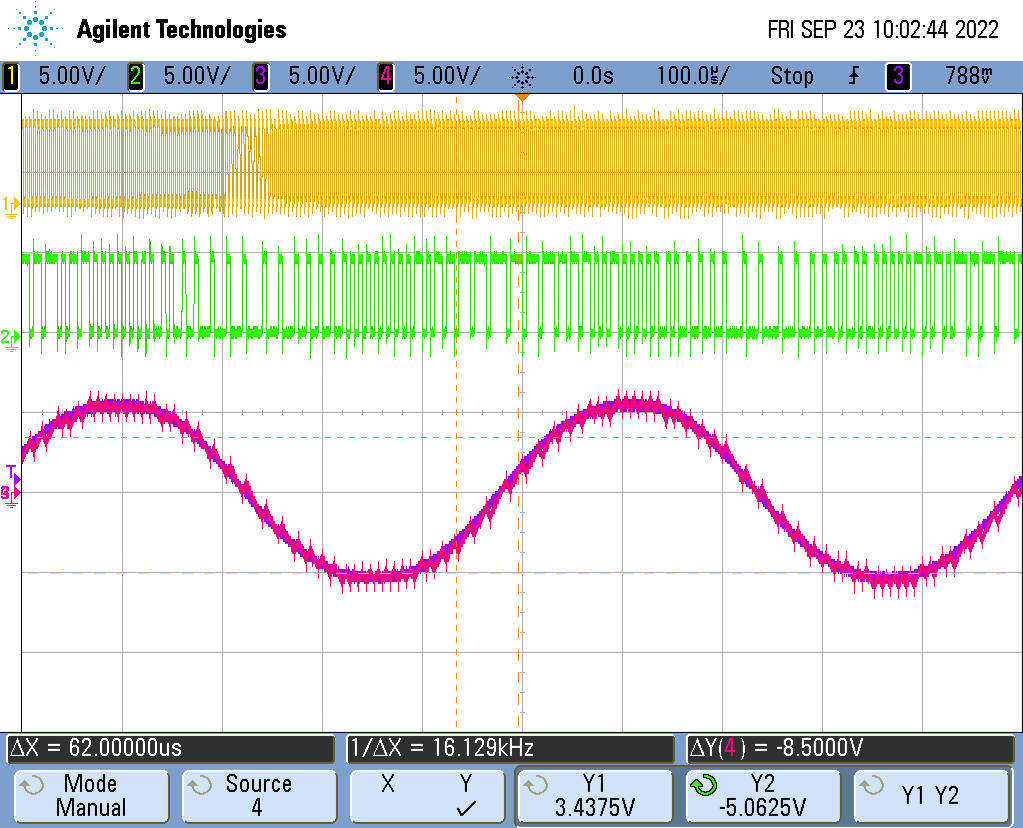 Agilent Technologies
FRI SEP 23 10:02:44 2022
1 5.00V/ 2 5.00V/ 3 5.00V/ 4 5.00V/ 0.0s 100.0µs/ Stop 3 788mV
1
2
T
3
ΔX = 62.00000us
1/ΔX = 16.129kHz
ΔY(4) = -8.5000V
Mode
Manual
Source
4
X Y
Y1
3.4375V
Y2
-5.0625V
Y1 Y2